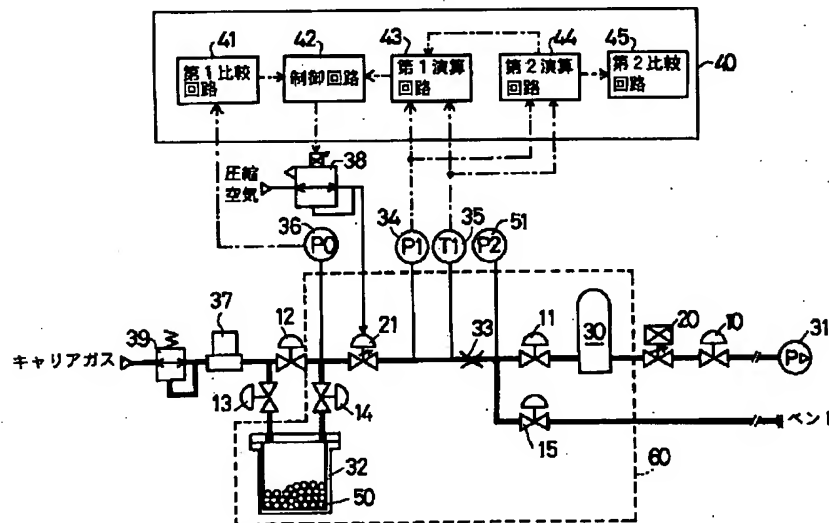 41
42
43
44
45
40
第1比較
回路
制御回路
第1演算
回路
第2演算
回路
第2比較
回路
圧縮
空気
38
36
34
35
51
P0
P1
T1
P2
39
37
12
21
33
11
30
20
10
31
P
キャリアガス
13
14
15
ベント
32
50
60